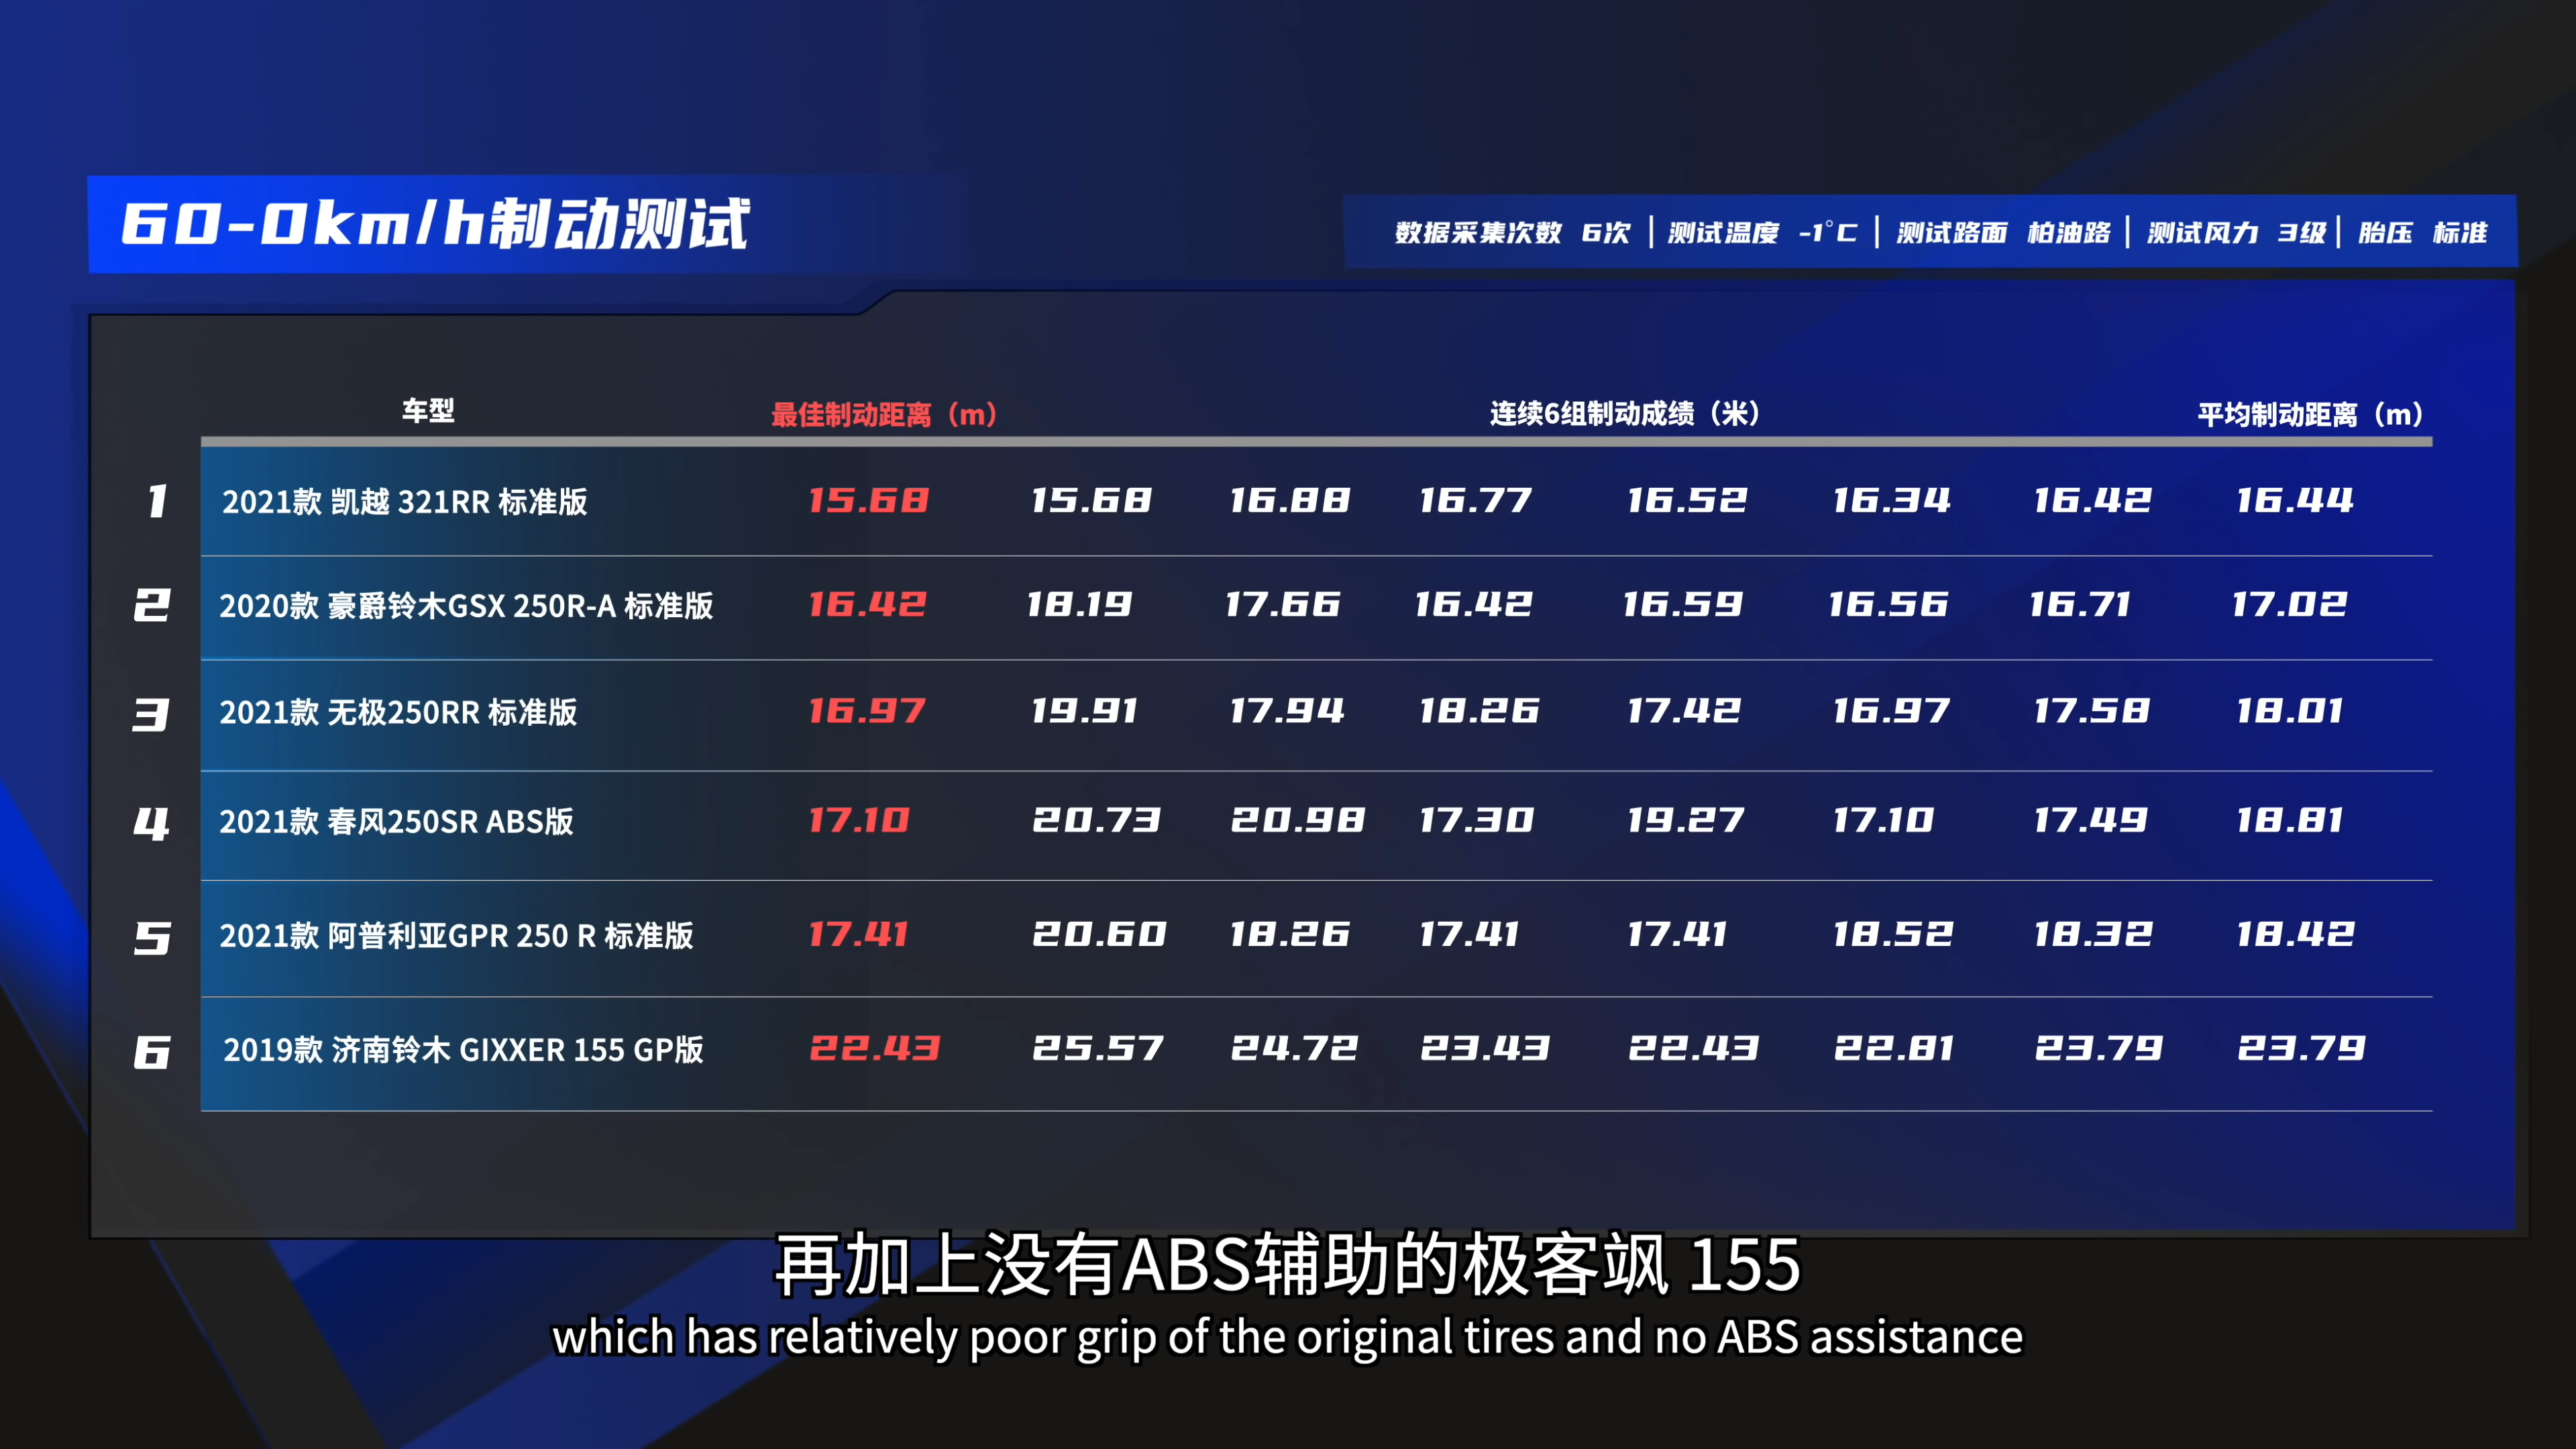 60-0km/h制动测试
数据采集次数 6次 | 测试温度 -1°C | 测试路面 柏油路 | 测试风力 3级 | 胎压 标准
车型 最佳制动距离（m） 连续6组制动成绩（米） 平均制动距离（m）
1 2021款 凯越 321RR 标准版 15.68 15.68 16.88 16.77 16.52 16.34 16.42 16.44
2 2020款 豪爵铃木GSX 250R-A 标准版 16.42 18.19 17.66 16.42 16.59 16.56 16.71 17.02
3 2021款 无极250RR 标准版 16.97 19.91 17.94 18.26 17.42 16.97 17.58 18.01
4 2021款 春风250SR ABS版 17.10 20.73 20.98 17.30 19.27 17.10 17.49 18.81
5 2021款 阿普利亚GPR 250 R 标准版 17.41 20.60 18.26 17.41 17.41 18.52 18.32 18.42
6 2019款 济南铃木 GIXXER 155 GP版 22.43 25.57 24.72 23.43 22.43 22.81 23.79 23.79
再加上没有ABS辅助的极客飒 155
which has relatively poor grip of the original tires and no ABS assistance